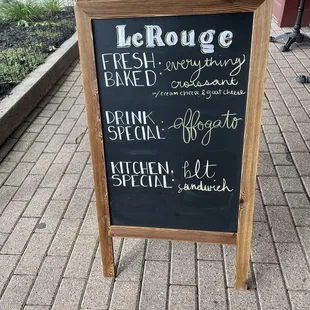 LeRouge
FRESH everything
BAKED: croissant
w/cream cheese & goat cheese
DRINK
SPECIAL: affogato
KITCHEN blt
SPECIAL: sandwich